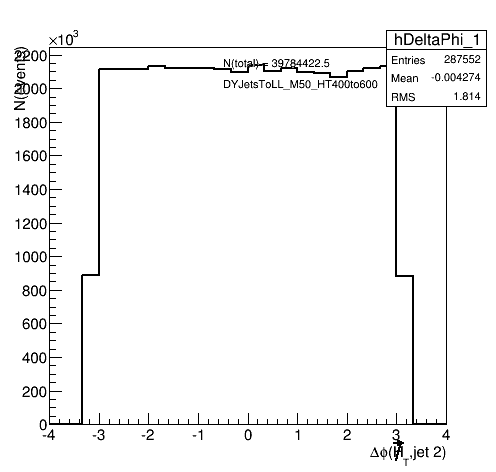 hDeltaPhi_1
Entries 287552
Mean -0.004274
RMS 1.814
×10³
N(events)
N(total) = 39784422.5
DYJetsToLL_M50_HT400to600
2200
2000
1800
1600
1400
1200
1000
800
600
400
200
0
-4 -3 -2 -1 0 1 2 3 4
Δϕ(H̸_T,jet 2)